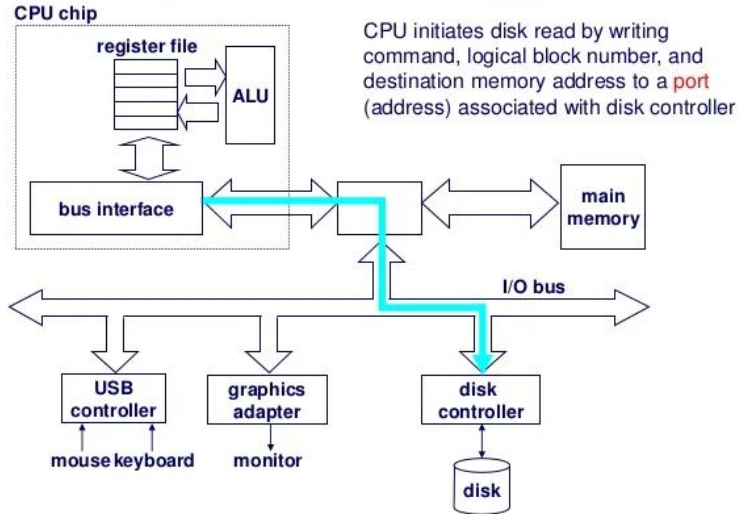 CPU chip
register file
ALU
CPU initiates disk read by writing
command, logical block number, and
destination memory address to a port
(address) associated with disk controller
bus interface
main
memory
I/O bus
USB
controller
graphics
adapter
disk
controller
mouse keyboard
monitor
disk